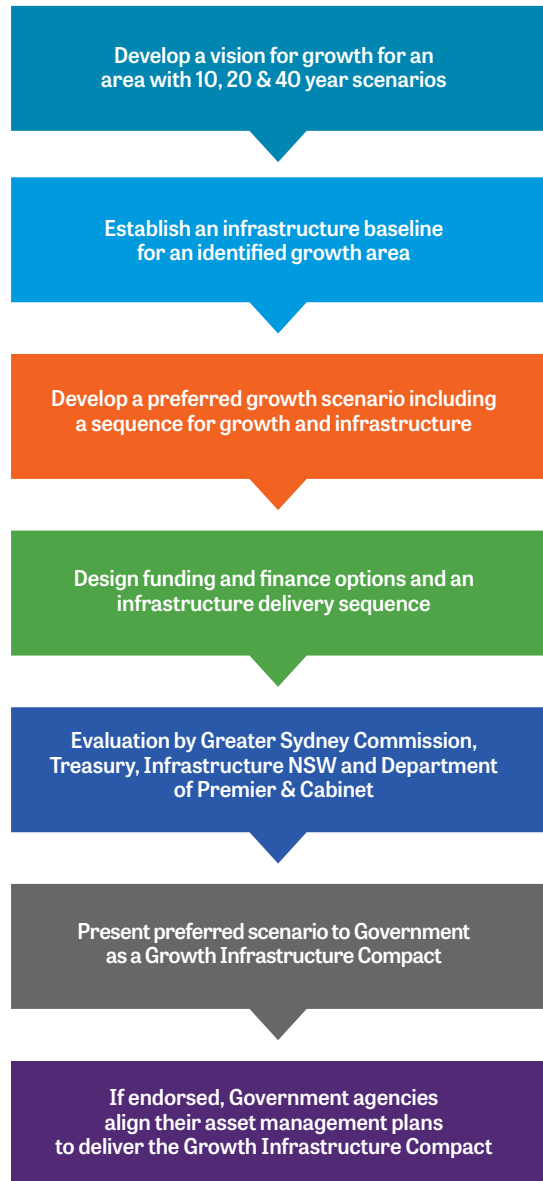 Develop a vision for growth for an
area with 10, 20 & 40 year scenarios
Establish an infrastructure baseline
for an identified growth area
Develop a preferred growth scenario including
a sequence for growth and infrastructure
Design funding and finance options and an
infrastructure delivery sequence
Evaluation by Greater Sydney Commission,
Treasury, Infrastructure NSW and Department
of Premier & Cabinet
Present preferred scenario to Government
as a Growth Infrastructure Compact
If endorsed, Government agencies
align their asset management plans
to deliver the Growth Infrastructure Compact